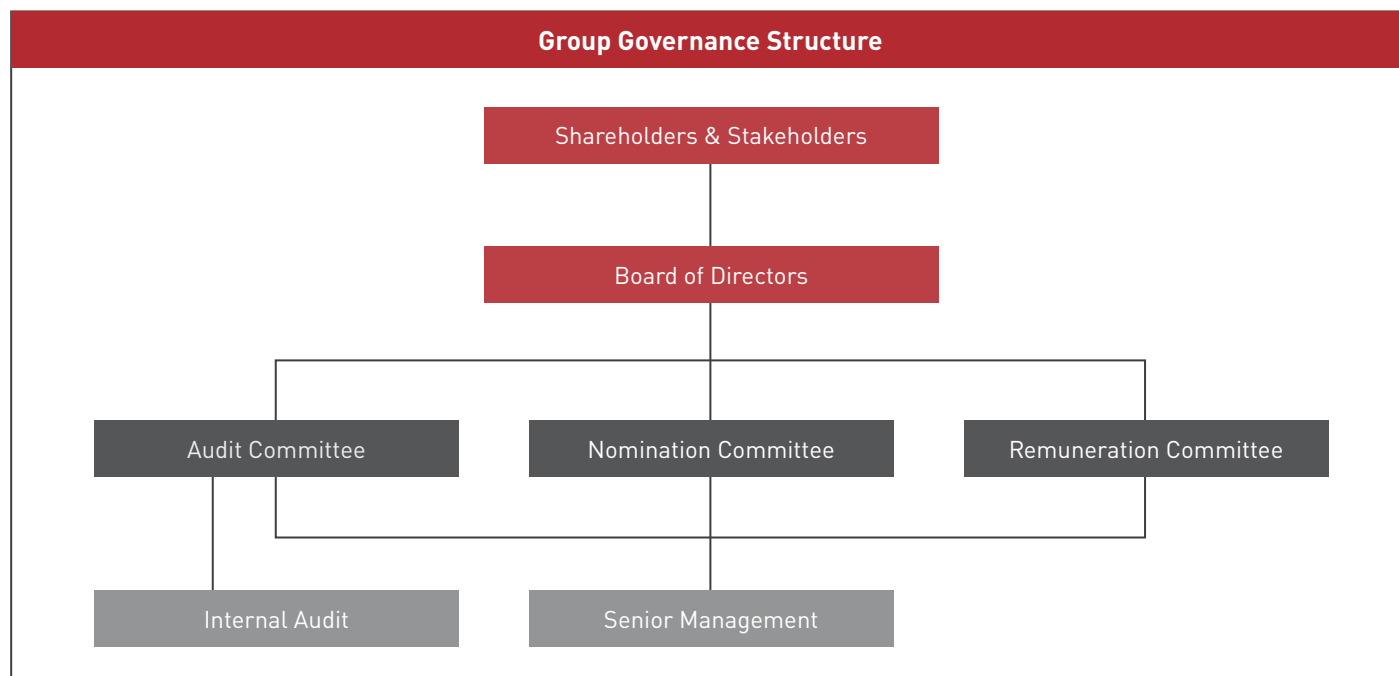 Group Governance Structure
Shareholders & Stakeholders
Board of Directors
Audit Committee
Nomination Committee
Remuneration Committee
Internal Audit
Senior Management